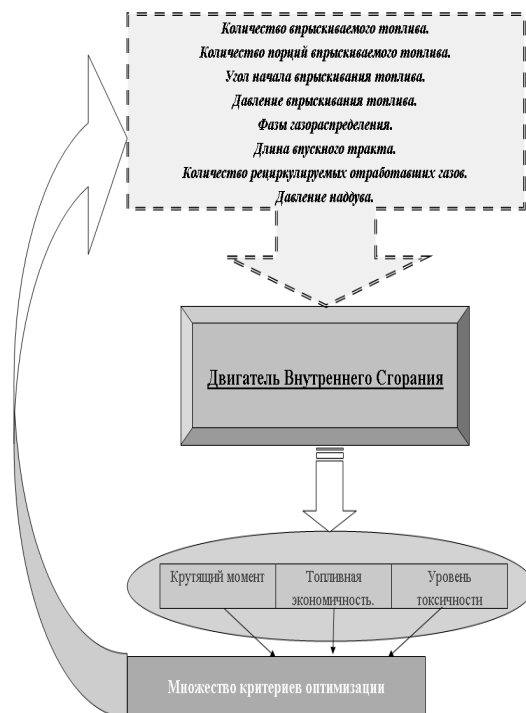 Количество впрыскиваемого топлива.
Количество порций впрыскиваемого топлива.
Угол начала впрыскивания топлива.
Давление впрыскивания топлива.
Фазы газораспределения.
Длина впускного тракта.
Количество рециркулируемых отработавших газов.
Давление наддува.
Двигатель Внутреннего Сгорания
Крутящий момент
Топливная
экономичность.
Уровень
токсичности
Множество критериев оптимизации